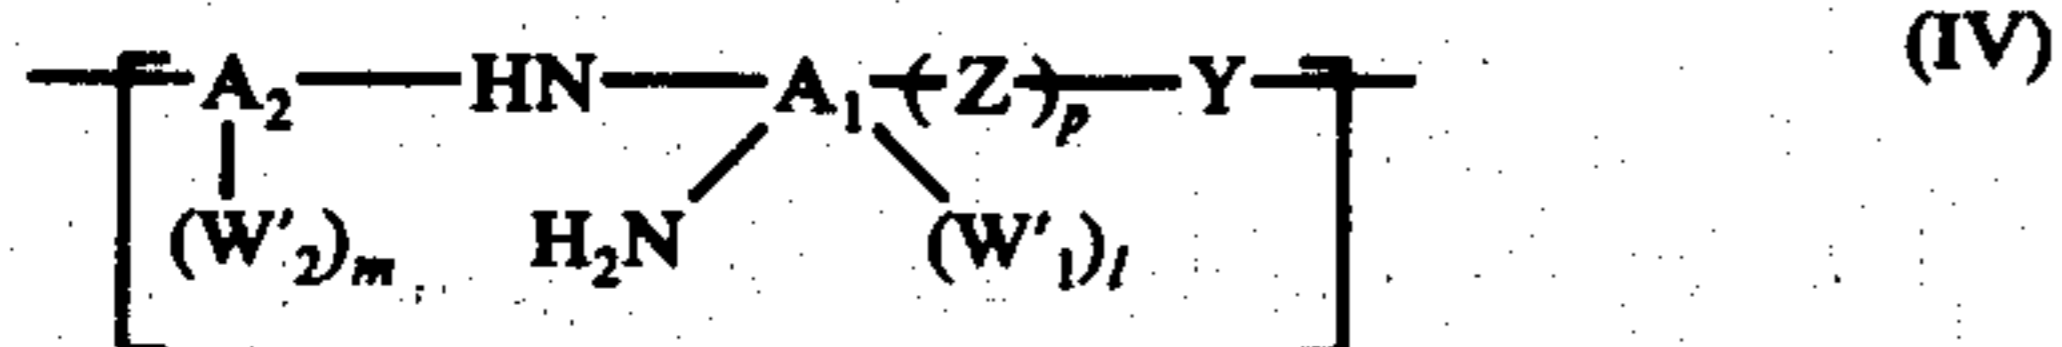 A₂ HN A₁ (Z)ₚ Y (IV)
(W'₂)ₘ H₂N (W'₁)ₗ